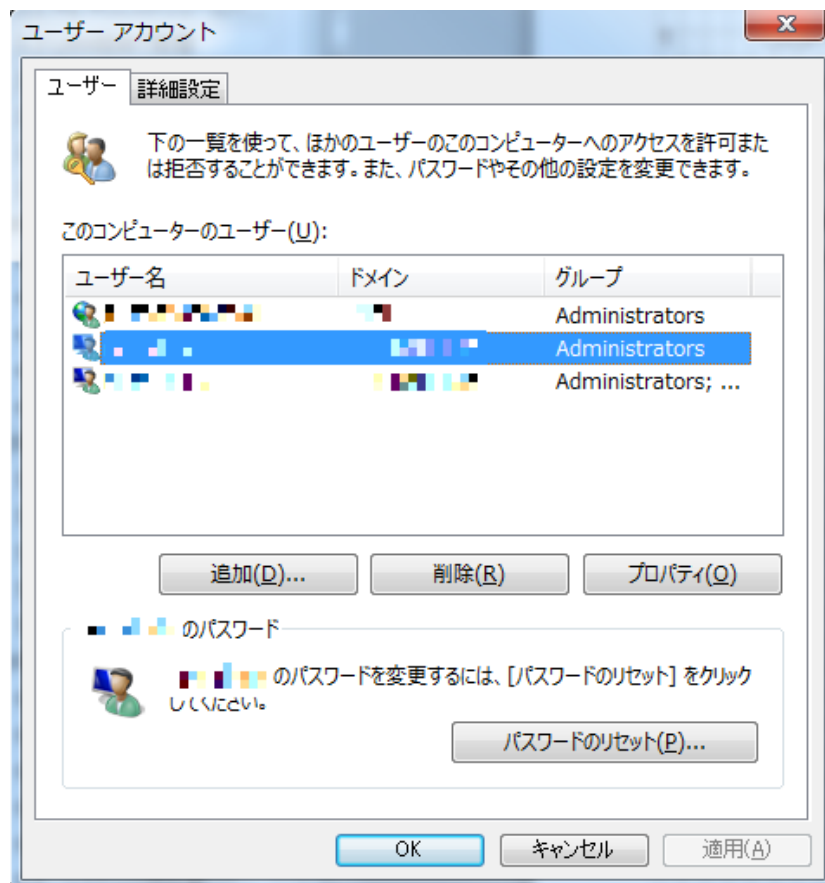 ユーザー アカウント
ユーザー 詳細設定
下の一覧を使って、ほかのユーザーのこのコンピューターへのアクセスを許可また
は拒否することができます。また、パスワードやその他の設定を変更できます。
このコンピューターのユーザー(U):
ユーザー名 ドメイン グループ
Administrators
Administrators
Administrators; ...
追加(D)... 削除(R) プロパティ(O)
のパスワード
のパスワードを変更するには、[パスワードのリセット] をクリック
してください。
パスワードのリセット(P)...
OK キャンセル 適用(A)